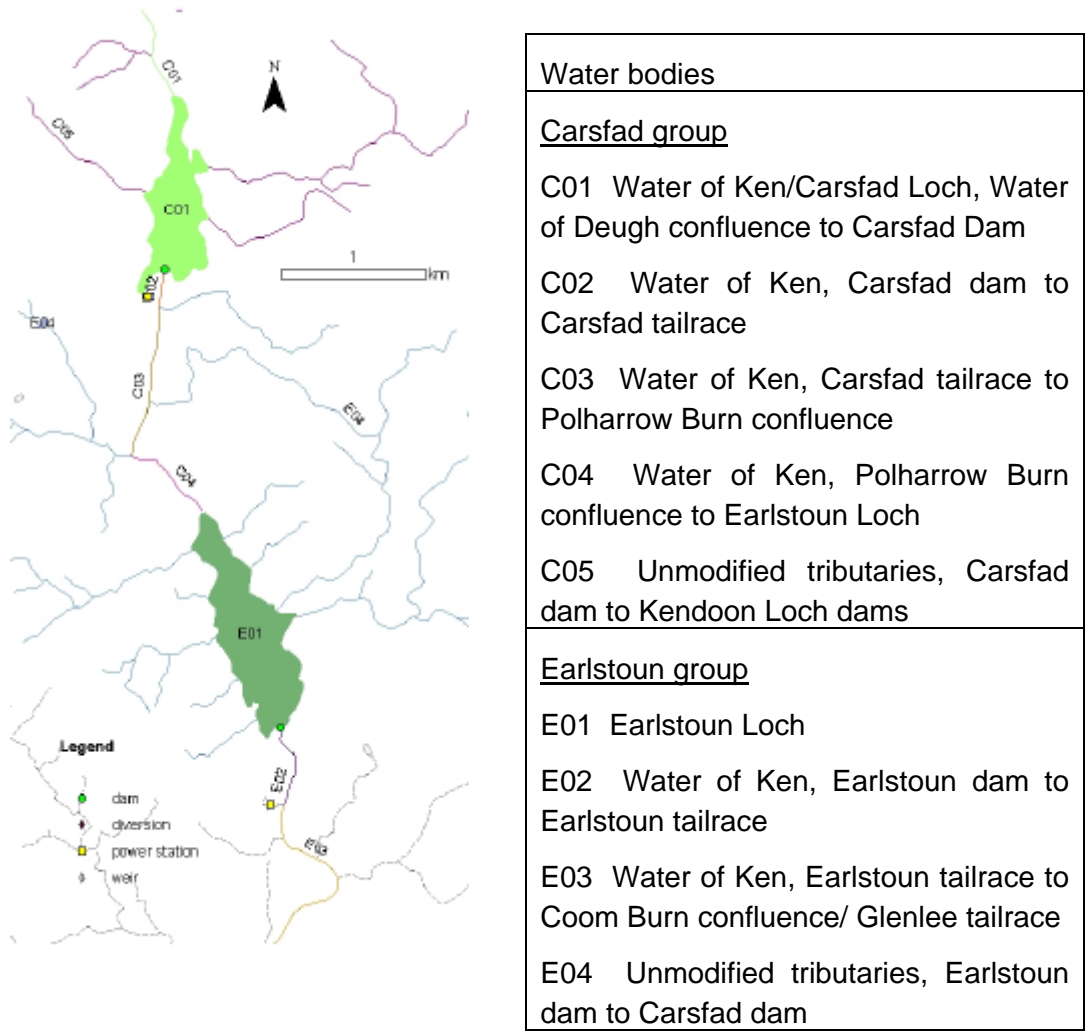 C01
N
C05
C01
1
km
C02
E04
C03
E04
C04
E01
Legend
dam
diversion
power station
weir
E02
E03
Water bodies
Carsfad group
C01 Water of Ken/Carsfad Loch, Water
of Deugh confluence to Carsfad Dam
C02 Water of Ken, Carsfad dam to
Carsfad tailrace
C03 Water of Ken, Carsfad tailrace to
Polharrow Burn confluence
C04 Water of Ken, Polharrow Burn
confluence to Earlstoun Loch
C05 Unmodified tributaries, Carsfad
dam to Kendoon Loch dams
Earlstoun group
E01 Earlstoun Loch
E02 Water of Ken, Earlstoun dam to
Earlstoun tailrace
E03 Water of Ken, Earlstoun tailrace to
Coom Burn confluence/ Glenlee tailrace
E04 Unmodified tributaries, Earlstoun
dam to Carsfad dam